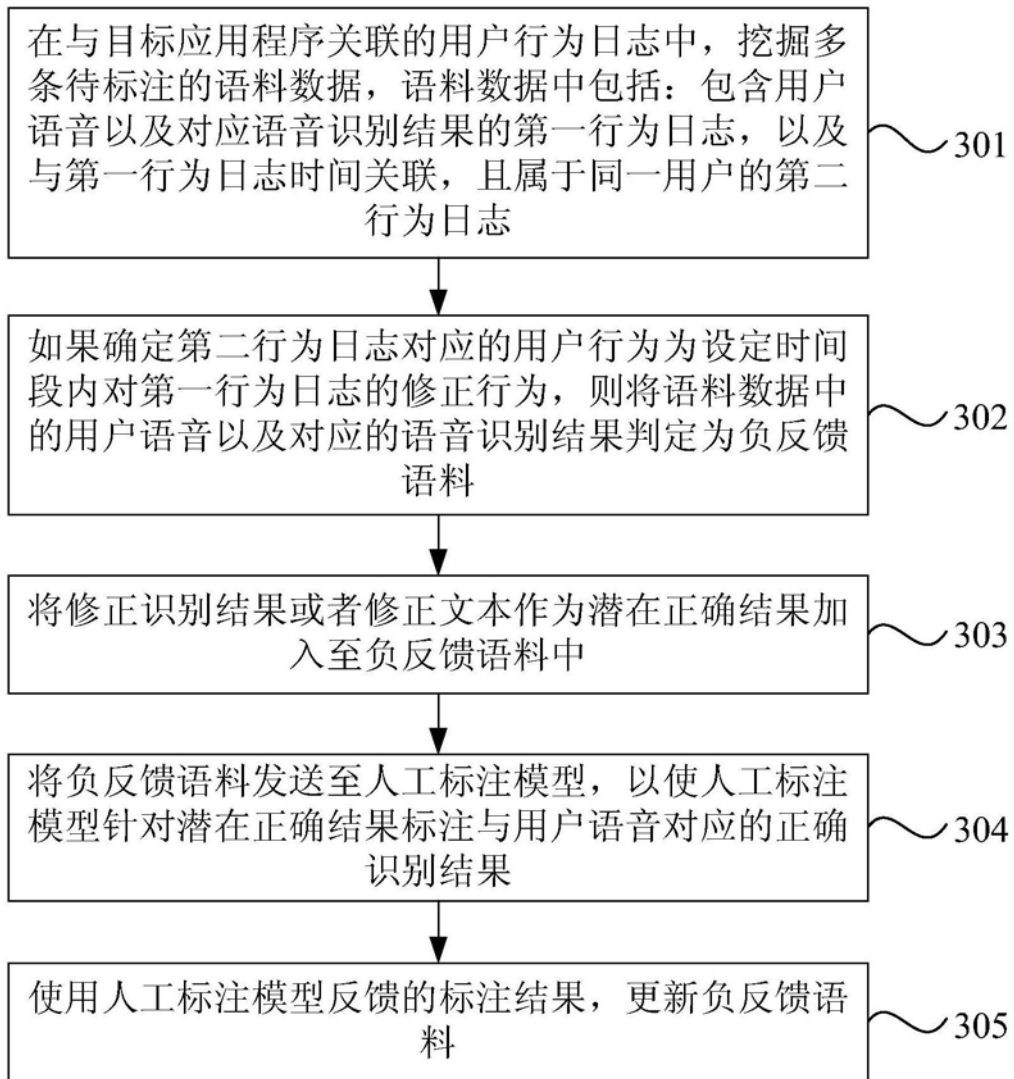 在与目标应用程序关联的用户行为日志中，挖掘多
条待标注的语料数据，语料数据中包括：包含用户
语音以及对应语音识别结果的第一行为日志，以及
与第一行为日志时间关联，且属于同一用户的第二
行为日志
301
如果确定第二行为日志对应的用户行为为设定时间
段内对第一行为日志的修正行为，则将语料数据中
的用户语音以及对应的语音识别结果判定为负反馈
语料
302
将修正识别结果或者修正文本作为潜在正确结果加
入至负反馈语料中
303
将负反馈语料发送至人工标注模型，以使人工标注
模型针对潜在正确结果标注与用户语音对应的正确
识别结果
304
使用人工标注模型反馈的标注结果，更新负反馈语
料
305